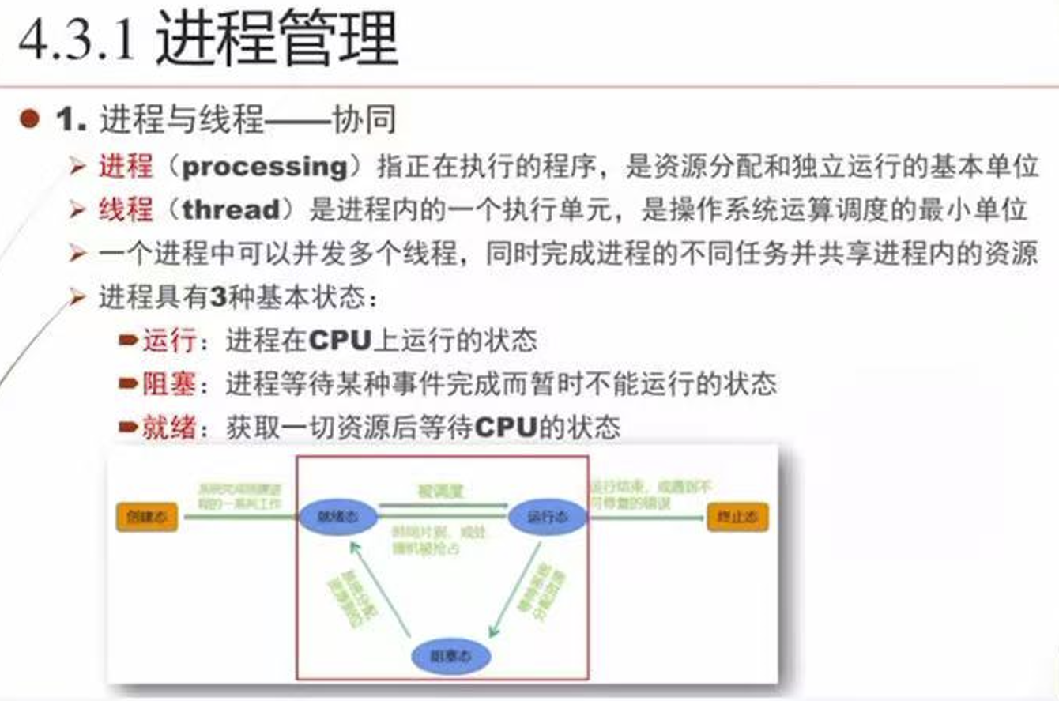 4.3.1 进程管理
1. 进程与线程——协同
进程（processing）指正在执行的程序，是资源分配和独立运行的基本单位
线程（thread）是进程内的一个执行单元，是操作系统运算调度的最小单位
一个进程中可以并发多个线程，同时完成进程的不同任务并共享进程内的资源
进程具有3种基本状态：
运行：进程在CPU上运行的状态
阻塞：进程等待某种事件完成而暂时不能运行的状态
就绪：获取一切资源后等待CPU的状态
系统完成创建进
程的一系列工作
被调度
运行结束，或遇到不
可修复的错误
创建态
就绪态
运行态
终止态
时间片到，或处
理机被抢占
等待系统
分配资源
阻塞态